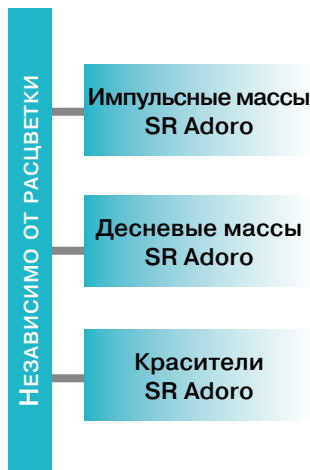 Независимо от расцветки
Импульсные массы
SR Adoro
Десневые массы
SR Adoro
Красители
SR Adoro